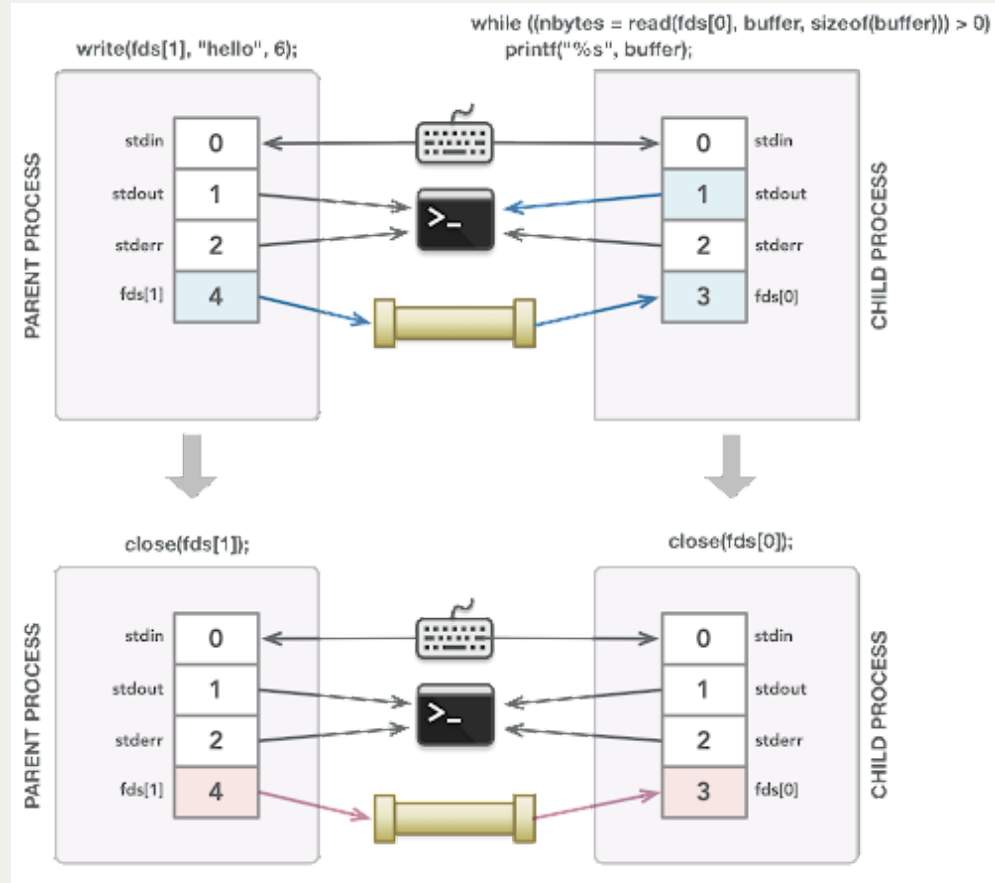 while ((nbytes = read(fds[0], buffer, sizeof(buffer))) > 0)
write(fds[1], "hello", 6);
printf("%s", buffer);
PARENT PROCESS
stdin 0
stdout 1
stderr 2
fds[1] 4
>_
0 stdin
1 stdout
2 stderr
3 fds[0]
CHILD PROCESS
close(fds[1]);
close(fds[0]);
PARENT PROCESS
stdin 0
stdout 1
stderr 2
fds[1] 4
>_
0 stdin
1 stdout
2 stderr
3 fds[0]
CHILD PROCESS